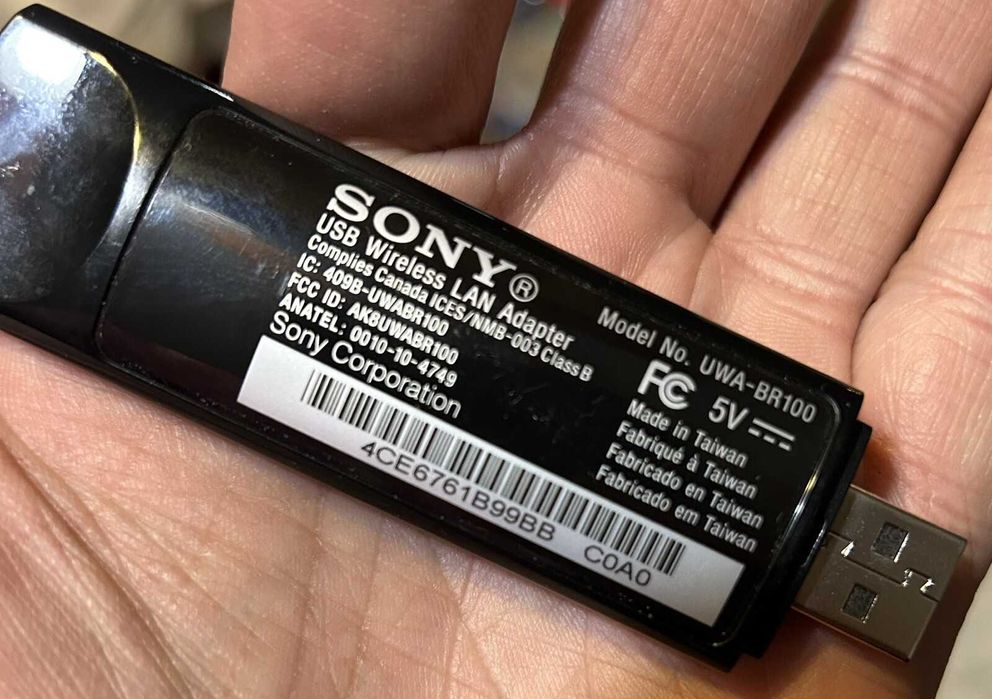 SONY®
USB Wireless LAN Adapter
Complies Canada ICES/NMB-003 Class B
IC: 409B-UWABR100
FCC ID: AK8UWABR100
ANATEL: 0010-10-4749
Sony Corporation
Model No. UWA-BR100
FC 5V
Made in Taiwan
Fabriqué à Taiwan
Fabricado en Taiwan
Fabricado em Taiwan
4CE6761B99BB C0A0